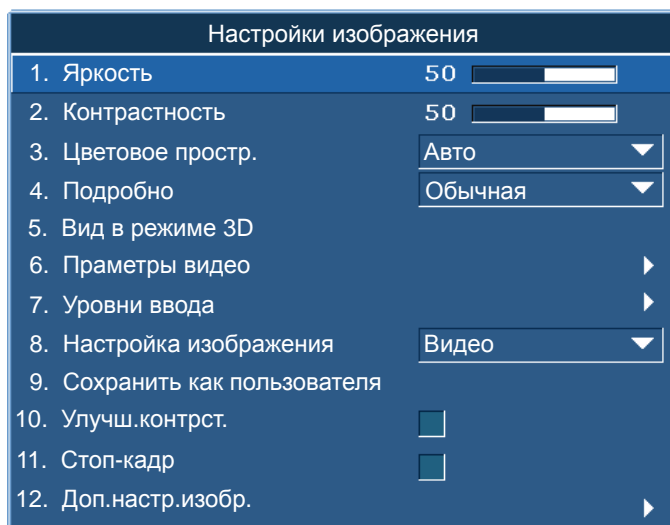 Настройки изображения
1. Яркость 50
2. Контрастность 50
3. Цветовое простр. Авто
4. Подробно Обычная
5. Вид в режиме 3D
6. Праметры видео
7. Уровни ввода
8. Настройка изображения Видео
9. Сохранить как пользователя
10. Улучш.контрст.
11. Стоп-кадр
12. Доп.настр.изобр.